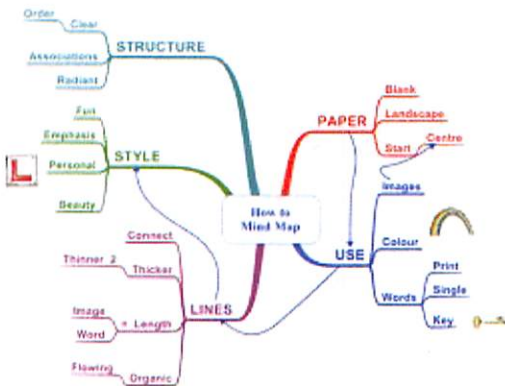 How to
Mind Map
PAPER
Blank
Landscape
Start
Centre
USE
Images
Colour
Words
Print
Single
Key
LINES
Connect
Thicker
Thinner 2
= Length
Image
Word
Organic
Flowing
STYLE
Fun
Emphasis
Personal
Beauty
L
STRUCTURE
Clear
Order
Associations
Radiant